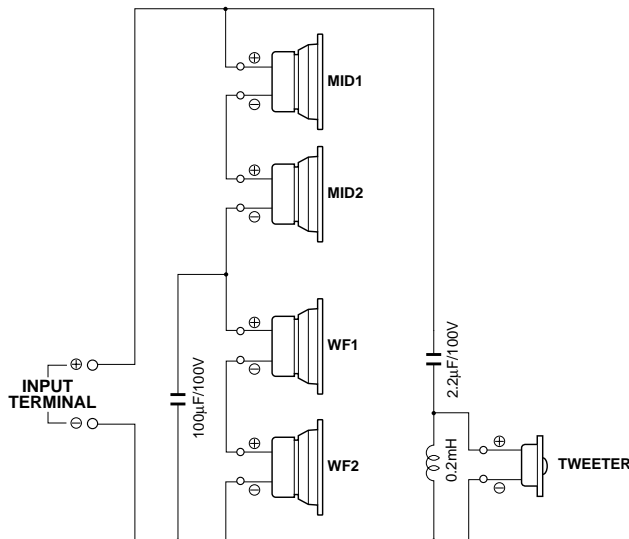 ⊕
MID1
⊖
⊕
MID2
⊖
⊕
WF1
⊖
⊕
WF2
⊖
INPUT
TERMINAL
⊕
⊖
100μF/100V
2.2μF/100V
0.2mH
⊕
TWEETER
⊖